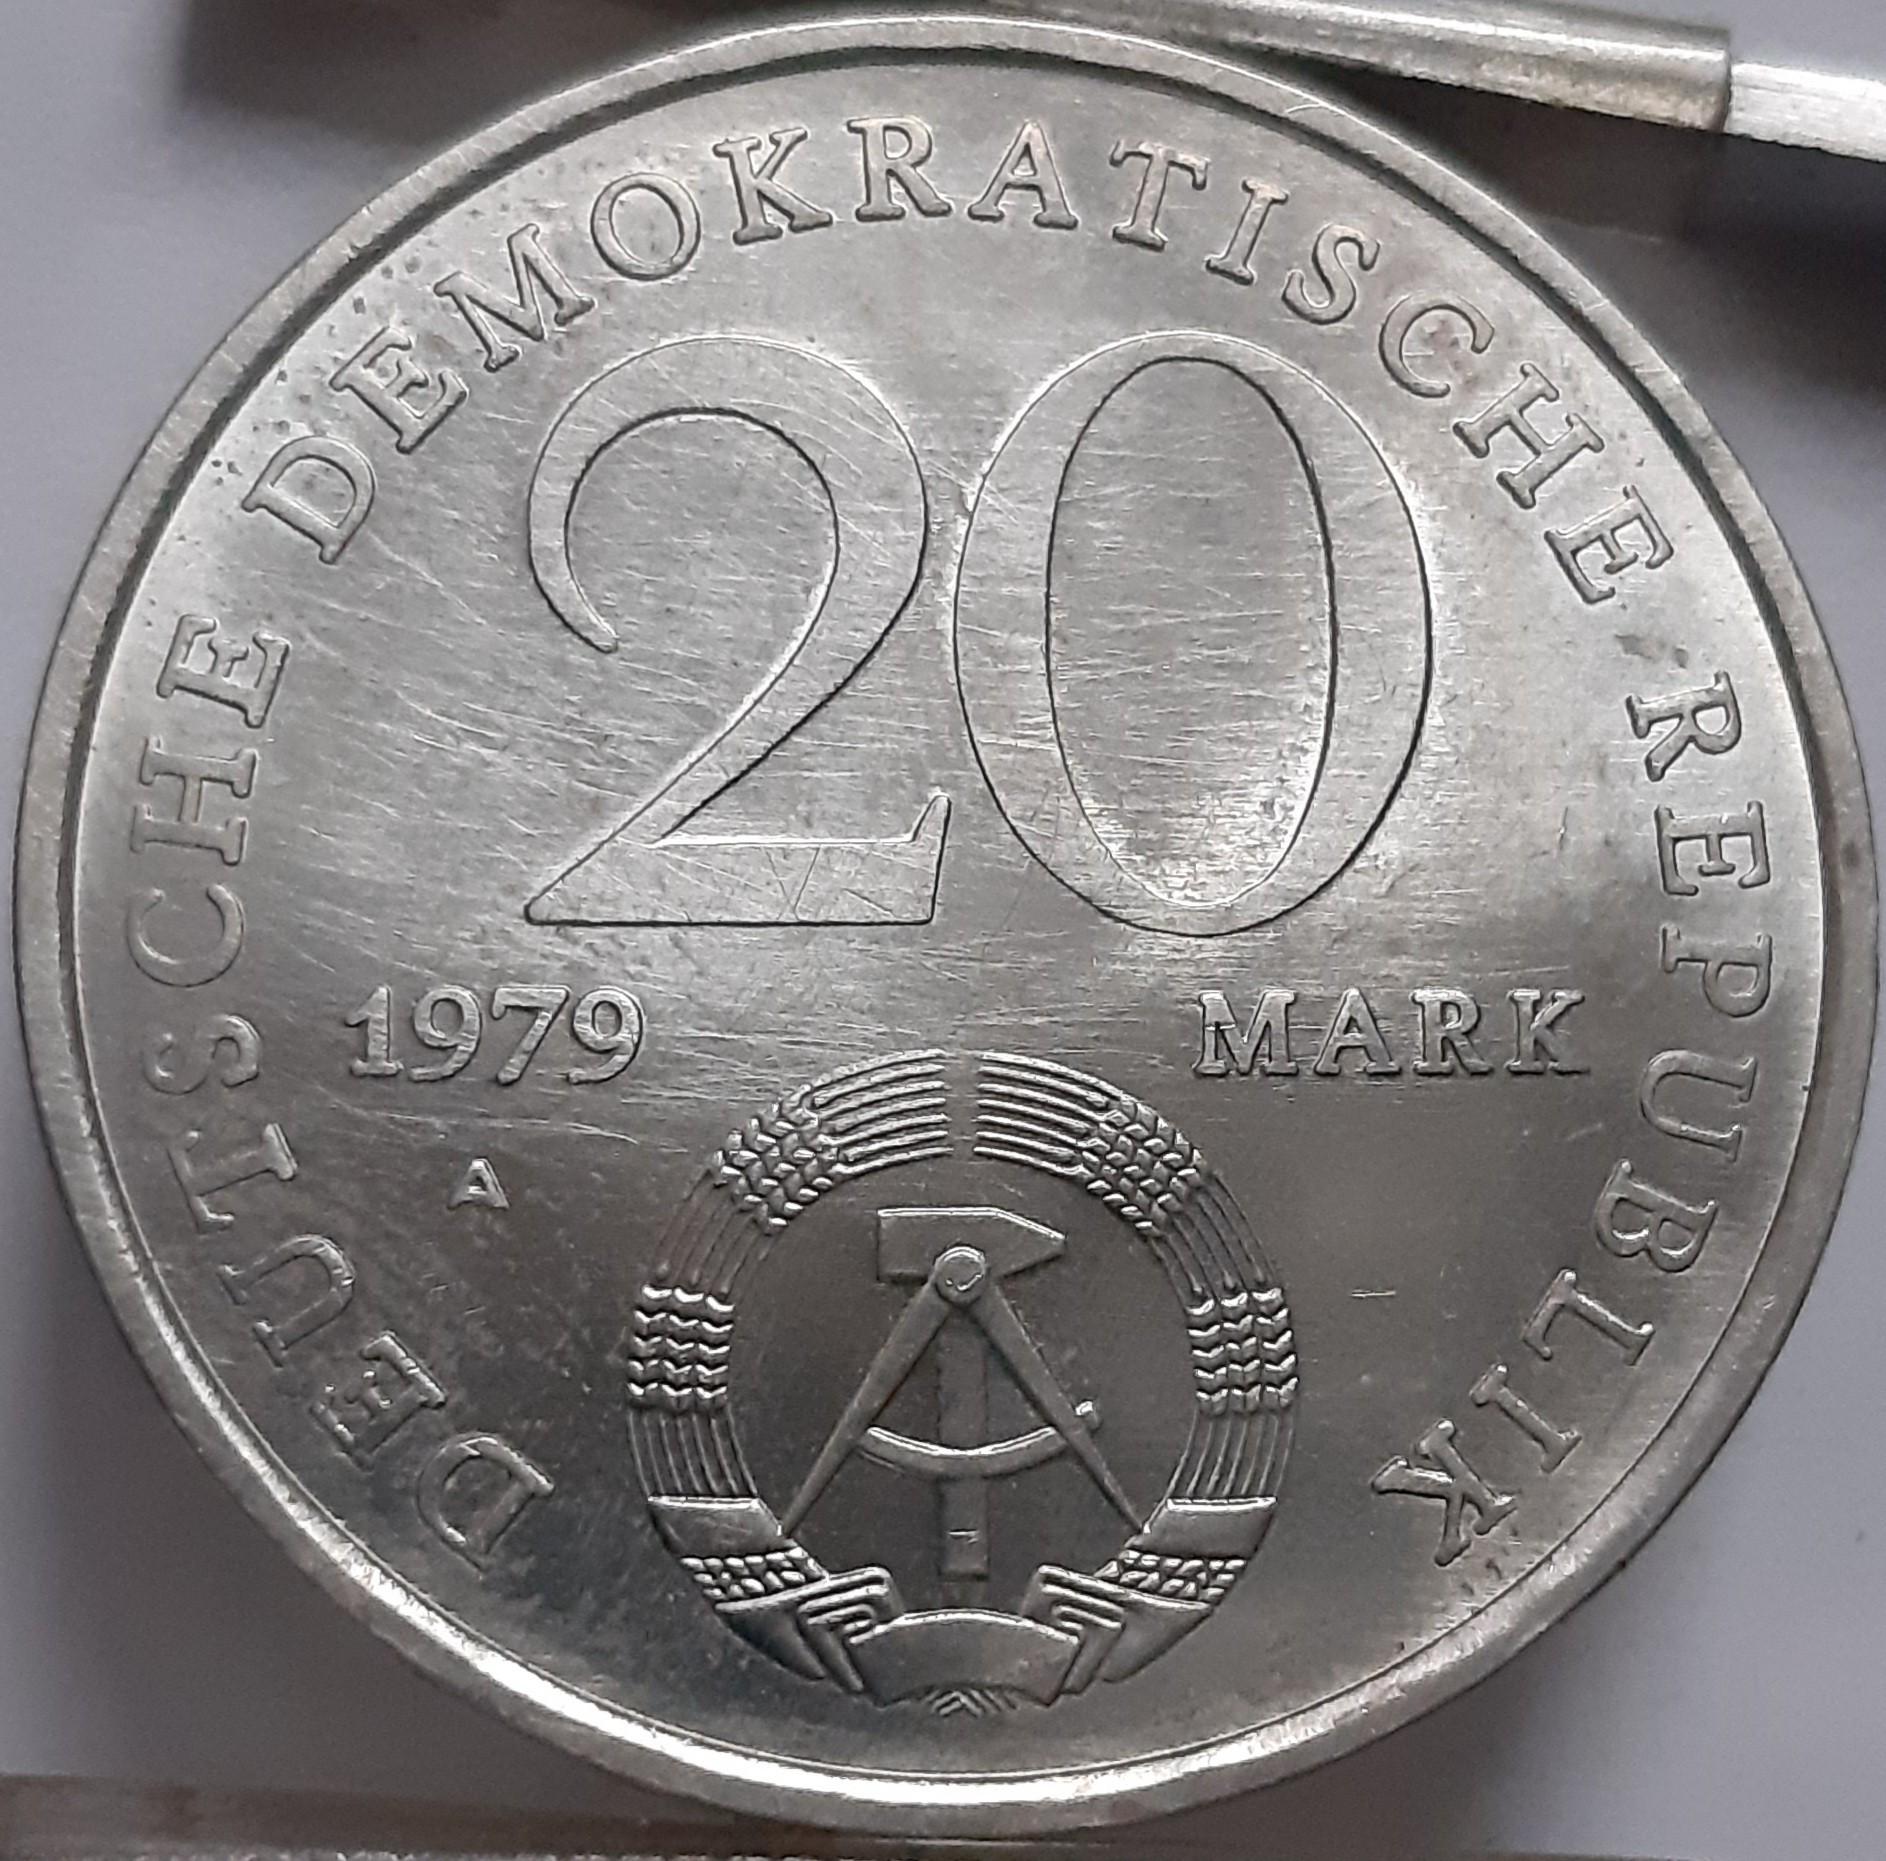 DEUTSCHE DEMOKRATISCHE REPUBLIK
20
1979 MARK
A